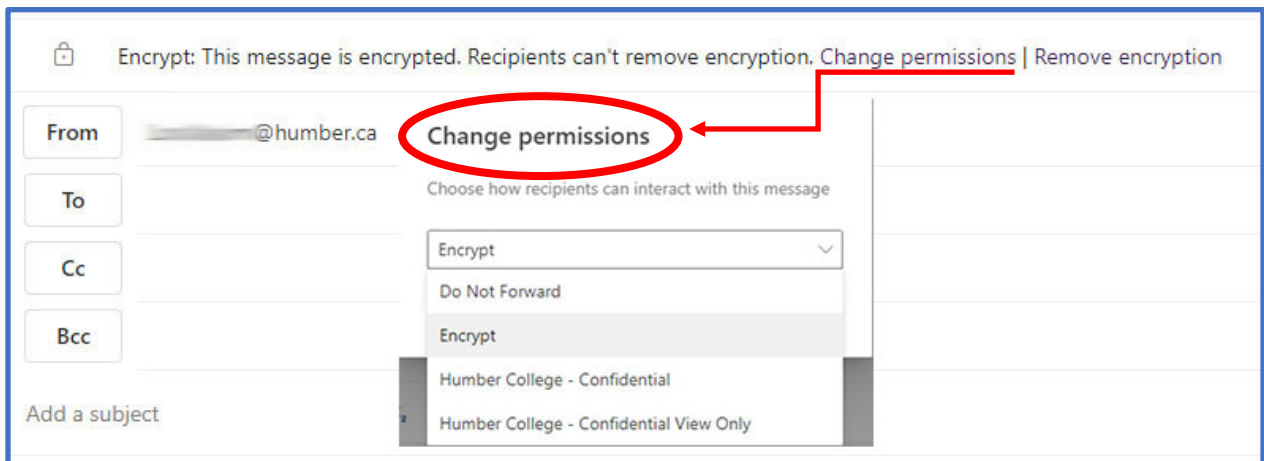 Encrypt: This message is encrypted. Recipients can't remove encryption. Change permissions | Remove encryption
From @humber.ca
Change permissions
To
Choose how recipients can interact with this message
Cc
Encrypt
Do Not Forward
Bcc
Encrypt
Humber College - Confidential
Add a subject
Humber College - Confidential View Only